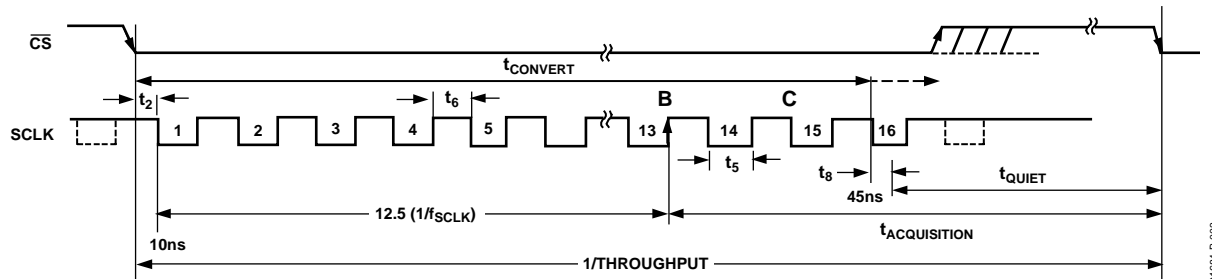 CS
tCONVERT
t2
t6
B
C
SCLK
1
2
3
4
5
13
14
15
16
t5
t8
45ns
tQUIET
12.5 (1/fSCLK)
tACQUISITION
10ns
1/THROUGHPUT